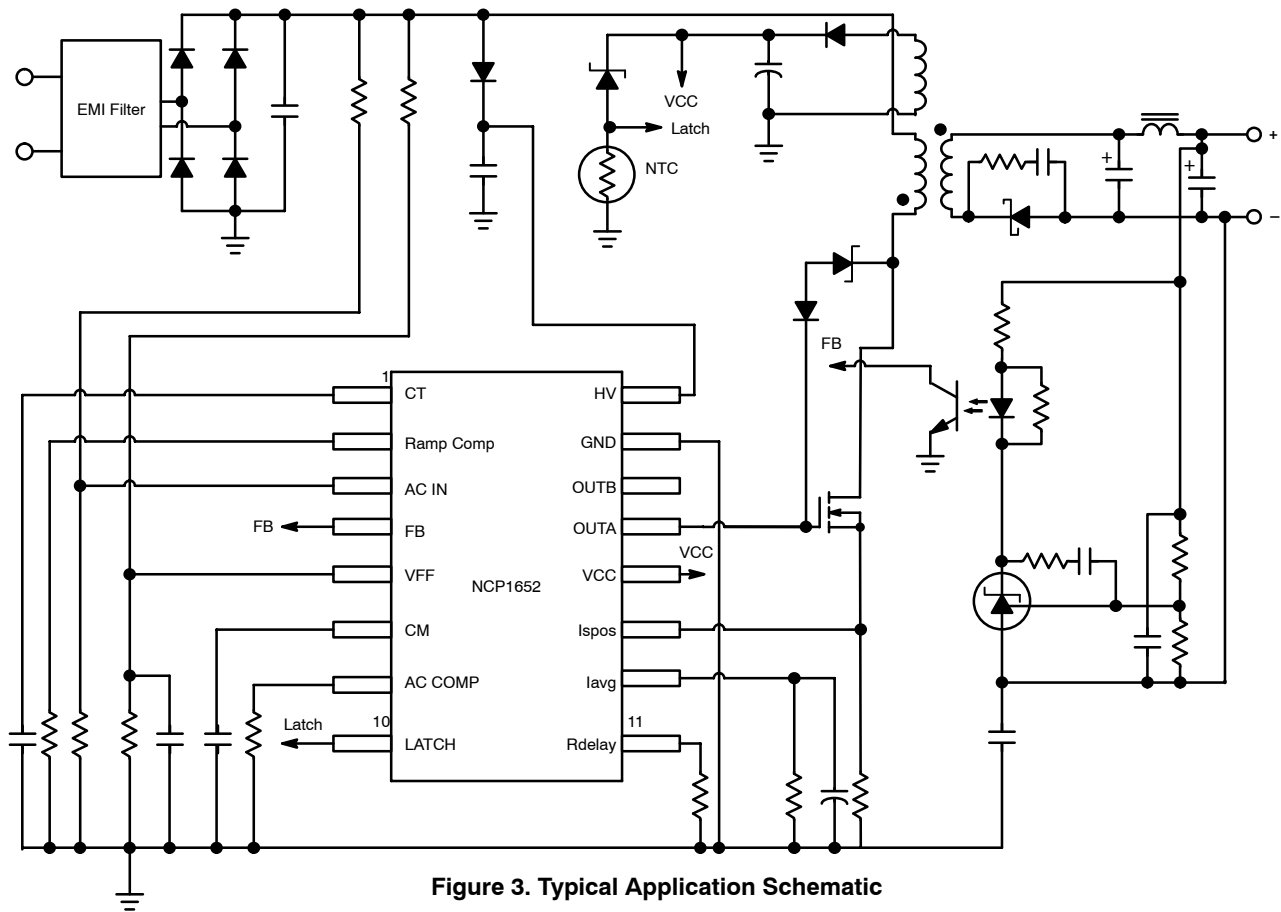 EMI Filter
VCC
Latch
NTC
+
+
+
−
FB
1
CT
HV
Ramp Comp
GND
AC IN
OUTB
FB
FB
OUTA
VCC
VFF
VCC
NCP1652
CM
Ispos
AC COMP
Iavg
Latch
10
11
LATCH
Rdelay
Figure 3. Typical Application Schematic